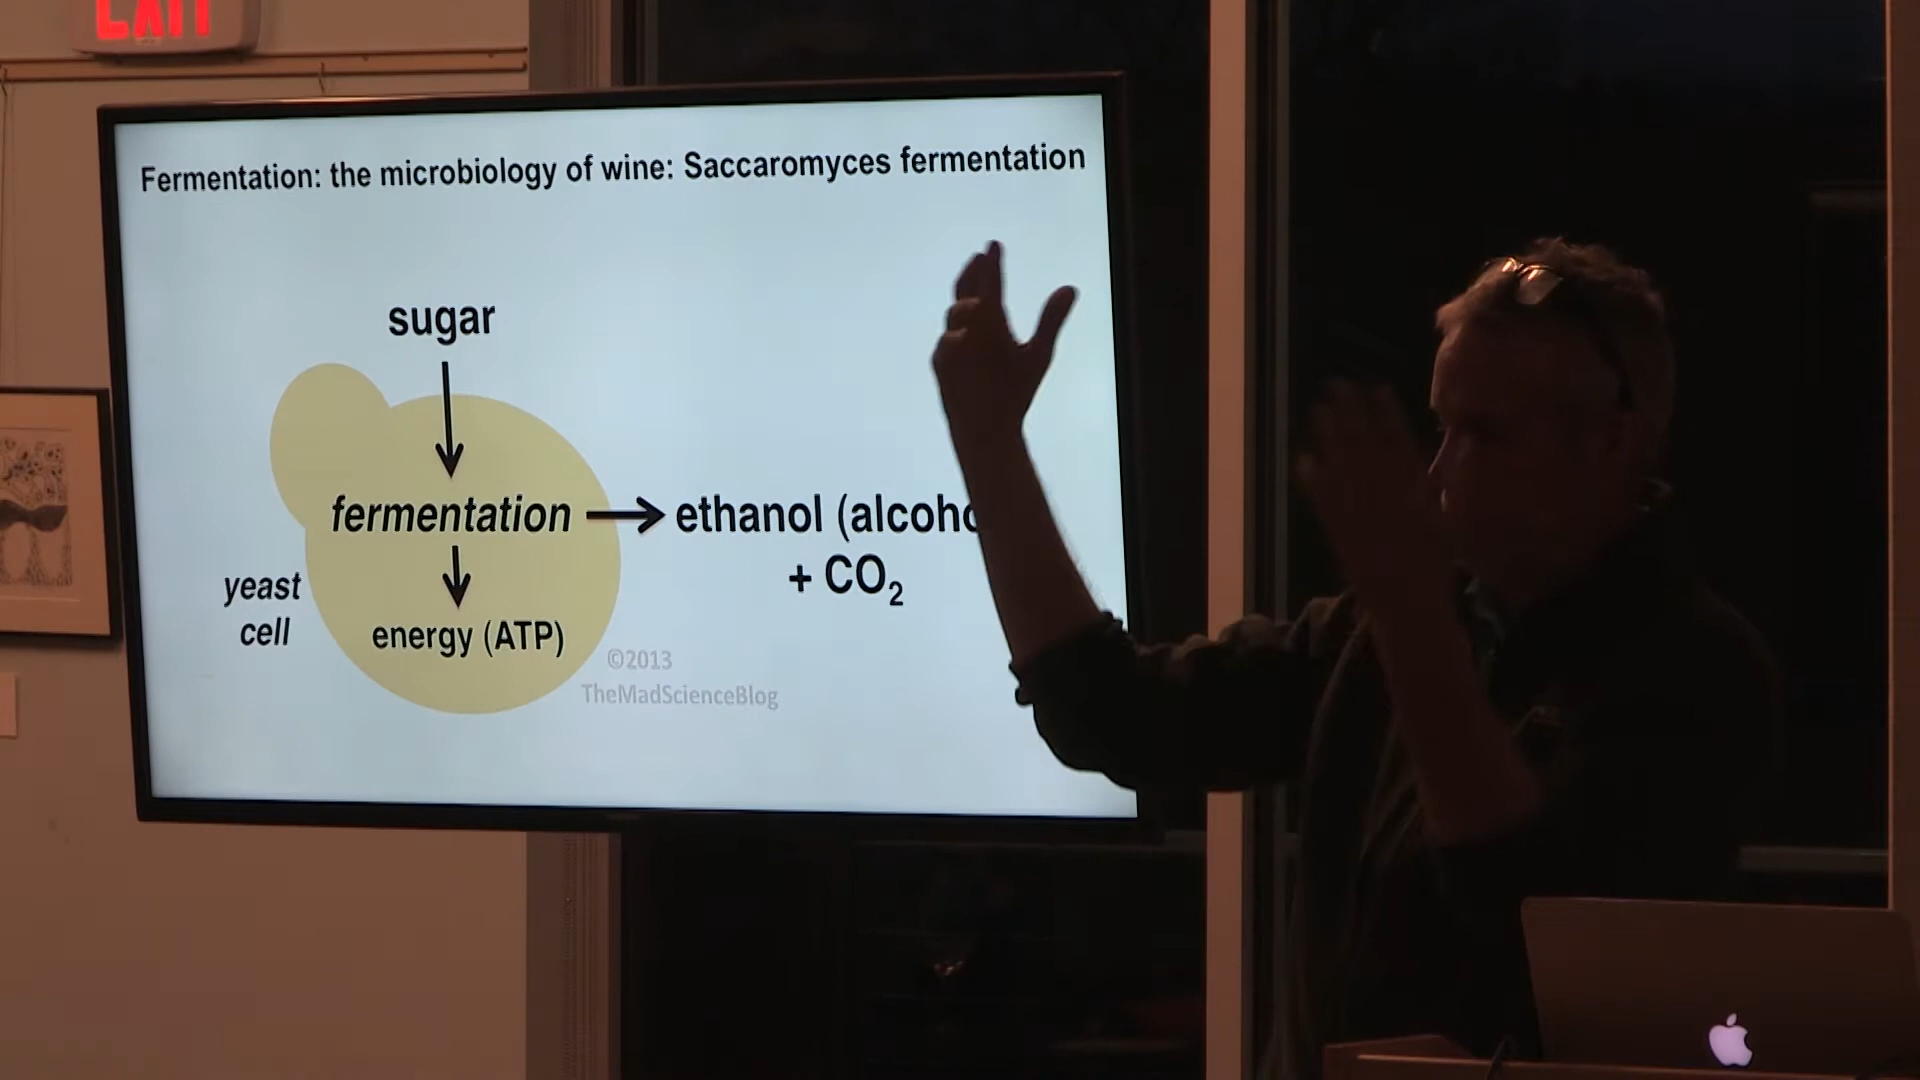 EXIT
Fermentation: the microbiology of wine: Saccaromyces fermentation
sugar
fermentation → ethanol (alcoho
+ CO₂
yeast
cell
energy (ATP)
©2013
TheMadScienceBlog